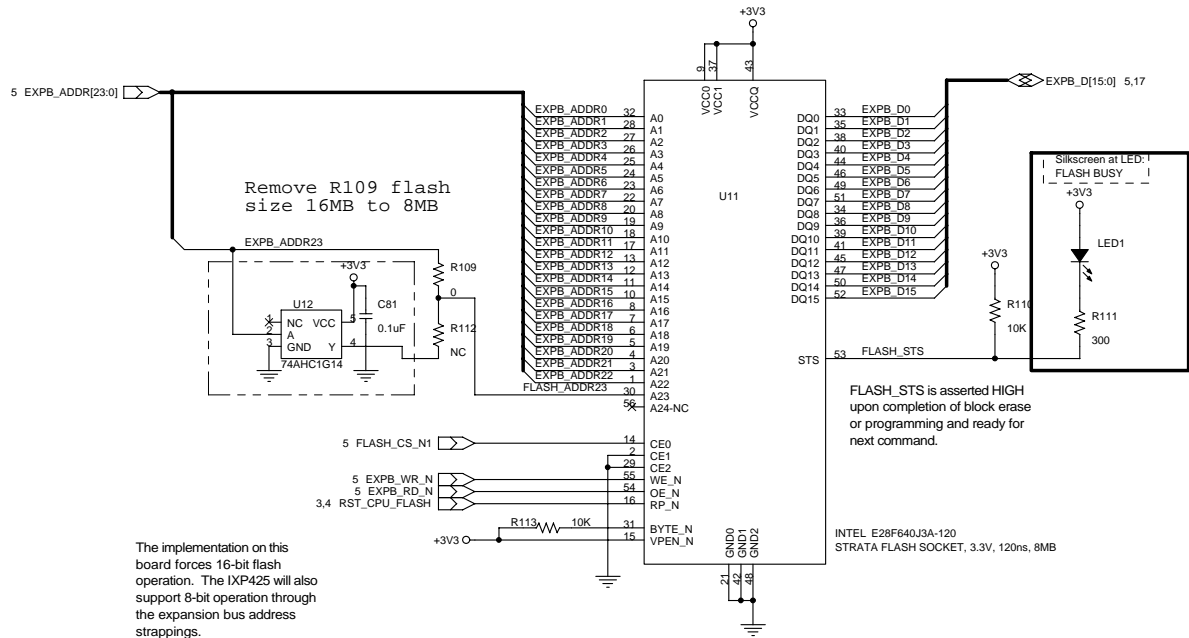 +3V3
5 EXPB_ADDR[23:0]
EXPB_D[15:0] 5,17
9
37
43
VCC0
VCC1
VCCQ
EXPB_ADDR0 32 A0
EXPB_ADDR1 28 A1
EXPB_ADDR2 27 A2
EXPB_ADDR3 26 A3
EXPB_ADDR4 25 A4
EXPB_ADDR5 24 A5
EXPB_ADDR6 23 A6
EXPB_ADDR7 22 A7
EXPB_ADDR8 20 A8
EXPB_ADDR9 19 A9
EXPB_ADDR10 18 A10
EXPB_ADDR11 17 A11
EXPB_ADDR12 13 A12
EXPB_ADDR13 12 A13
EXPB_ADDR14 11 A14
EXPB_ADDR15 10 A15
EXPB_ADDR16 8 A16
EXPB_ADDR17 7 A17
EXPB_ADDR18 6 A18
EXPB_ADDR19 5 A19
EXPB_ADDR20 4 A20
EXPB_ADDR21 3 A21
EXPB_ADDR22 1 A22
FLASH_ADDR23 30 A23
56 A24-NC
U11
DQ0 33 EXPB_D0
DQ1 35 EXPB_D1
DQ2 38 EXPB_D2
DQ3 40 EXPB_D3
DQ4 44 EXPB_D4
DQ5 46 EXPB_D5
DQ6 49 EXPB_D6
DQ7 51 EXPB_D7
DQ8 34 EXPB_D8
DQ9 36 EXPB_D9
DQ10 39 EXPB_D10
DQ11 41 EXPB_D11
DQ12 45 EXPB_D12
DQ13 47 EXPB_D13
DQ14 50 EXPB_D14
DQ15 52 EXPB_D15
STS 53 FLASH_STS
Silkscreen at LED:
FLASH BUSY
+3V3
LED1
+3V3
R110
10K
R111
300
Remove R109 flash
size 16MB to 8MB
EXPB_ADDR23
+3V3
R109
0
U12
C81
0.1uF
1 NC VCC 5
2 A
3 GND Y 4
74AHC1G14
R112
NC
FLASH_STS is asserted HIGH
upon completion of block erase
or programming and ready for
next command.
5 FLASH_CS_N1 14 CE0
2 CE1
29 CE2
5 EXPB_WR_N 55 WE_N
5 EXPB_RD_N 54 OE_N
3,4 RST_CPU_FLASH 16 RP_N
R113 10K 31 BYTE_N
+3V3 15 VPEN_N
GND0
GND1
GND2
21
42
48
INTEL E28F640J3A-120
STRATA FLASH SOCKET, 3.3V, 120ns, 8MB
The implementation on this
board forces 16-bit flash
operation. The IXP425 will also
support 8-bit operation through
the expansion bus address
strappings.